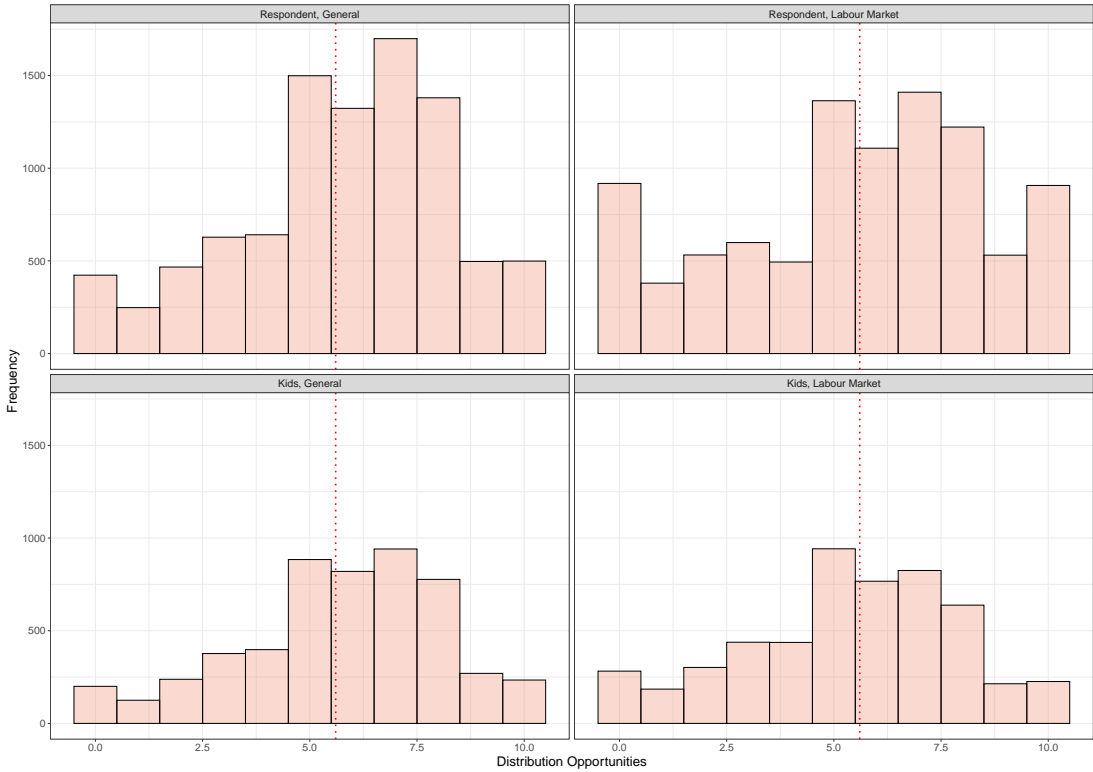 Respondent, General
Respondent, Labour Market
1500
1000
500
0
Frequency
Kids, General
Kids, Labour Market
1500
1000
500
0
0.0 2.5 5.0 7.5 10.0
0.0 2.5 5.0 7.5 10.0
Distribution Opportunities